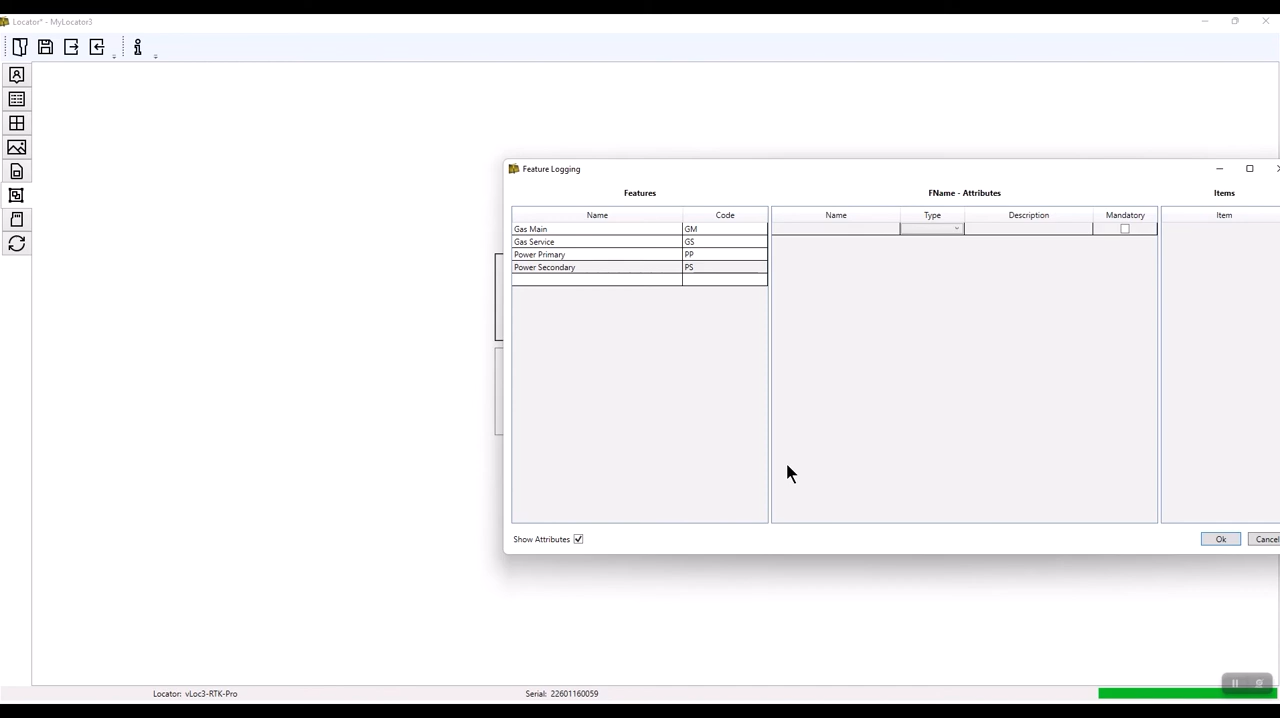 Locator* - MyLocator3
Feature Logging
Features
FName - Attributes
Items
Name Code
Name Type Description Mandatory
Item
Gas Main GM
Gas Service GS
Power Primary PP
Power Secondary PS
Show Attributes
Ok
Cancel
Locator: vLoc3-RTK-Pro
Serial: 22601160059